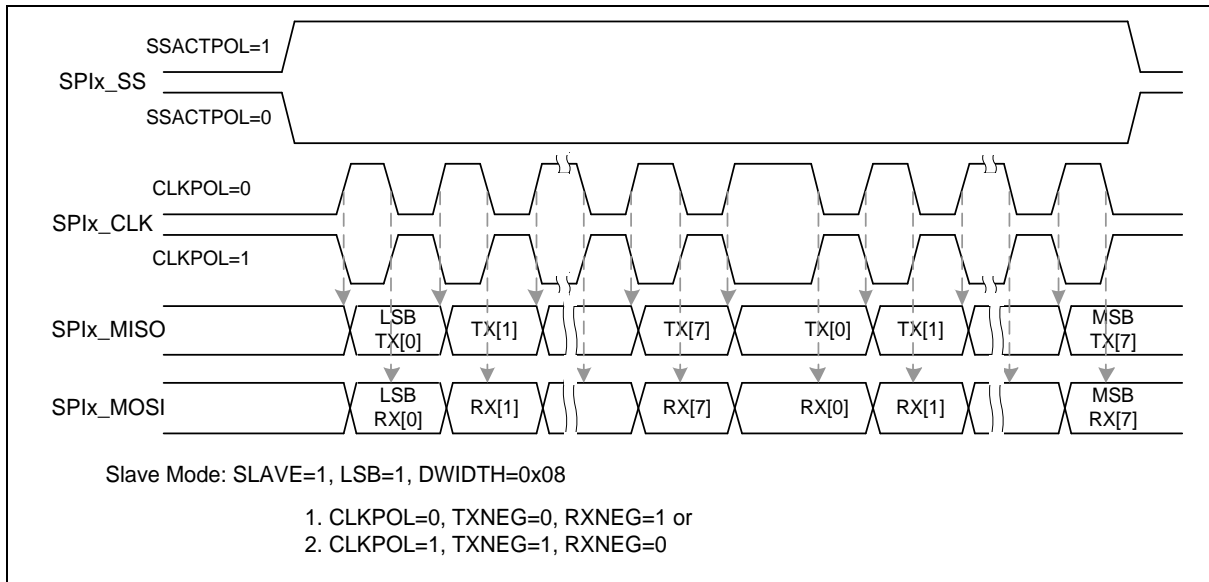 SSACTPOL=1
SPIx_SS
SSACTPOL=0
CLKPOL=0
SPIx_CLK
CLKPOL=1
SPIx_MISO
LSB
TX[0]
TX[1]
TX[7]
TX[0]
TX[1]
MSB
TX[7]
SPIx_MOSI
LSB
RX[0]
RX[1]
RX[7]
RX[0]
RX[1]
MSB
RX[7]
Slave Mode: SLAVE=1, LSB=1, DWIDTH=0x08
1. CLKPOL=0, TXNEG=0, RXNEG=1 or
2. CLKPOL=1, TXNEG=1, RXNEG=0